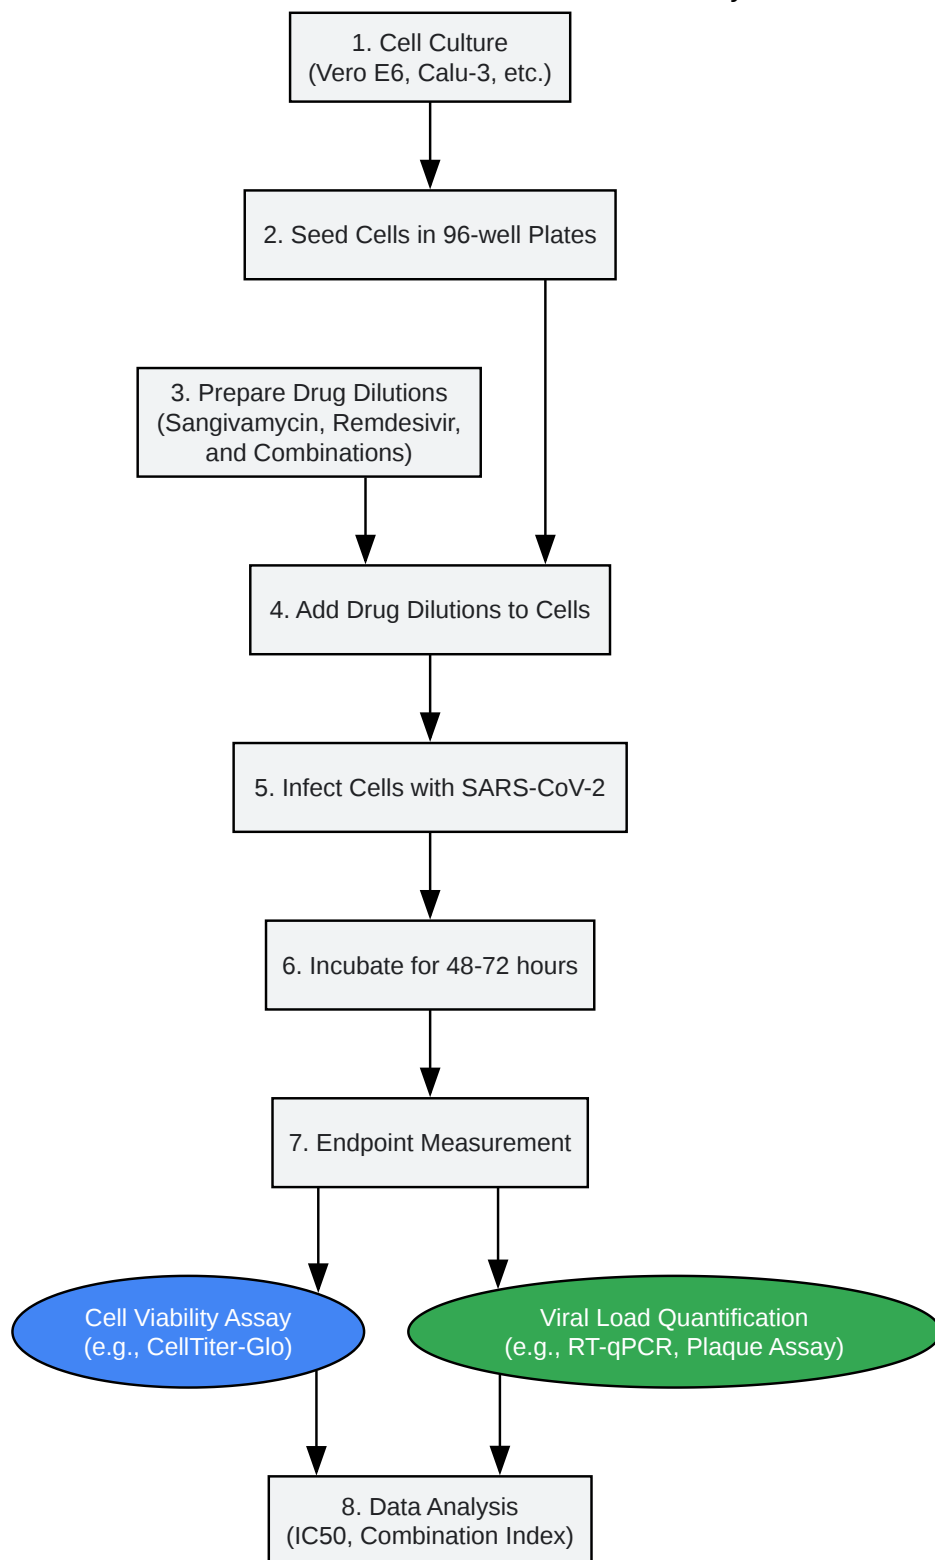 1. Cell Culture
(Vero E6, Calu-3, etc.)
2. Seed Cells in 96-well Plates
3. Prepare Drug Dilutions
(Sangivamycin, Remdesivir,
and Combinations)
4. Add Drug Dilutions to Cells
5. Infect Cells with SARS-CoV-2
6. Incubate for 48-72 hours
7. Endpoint Measurement
Cell Viability Assay
(e.g., CellTiter-Glo)
Viral Load Quantification
(e.g., RT-qPCR, Plaque Assay)
8. Data Analysis
(IC50, Combination Index)